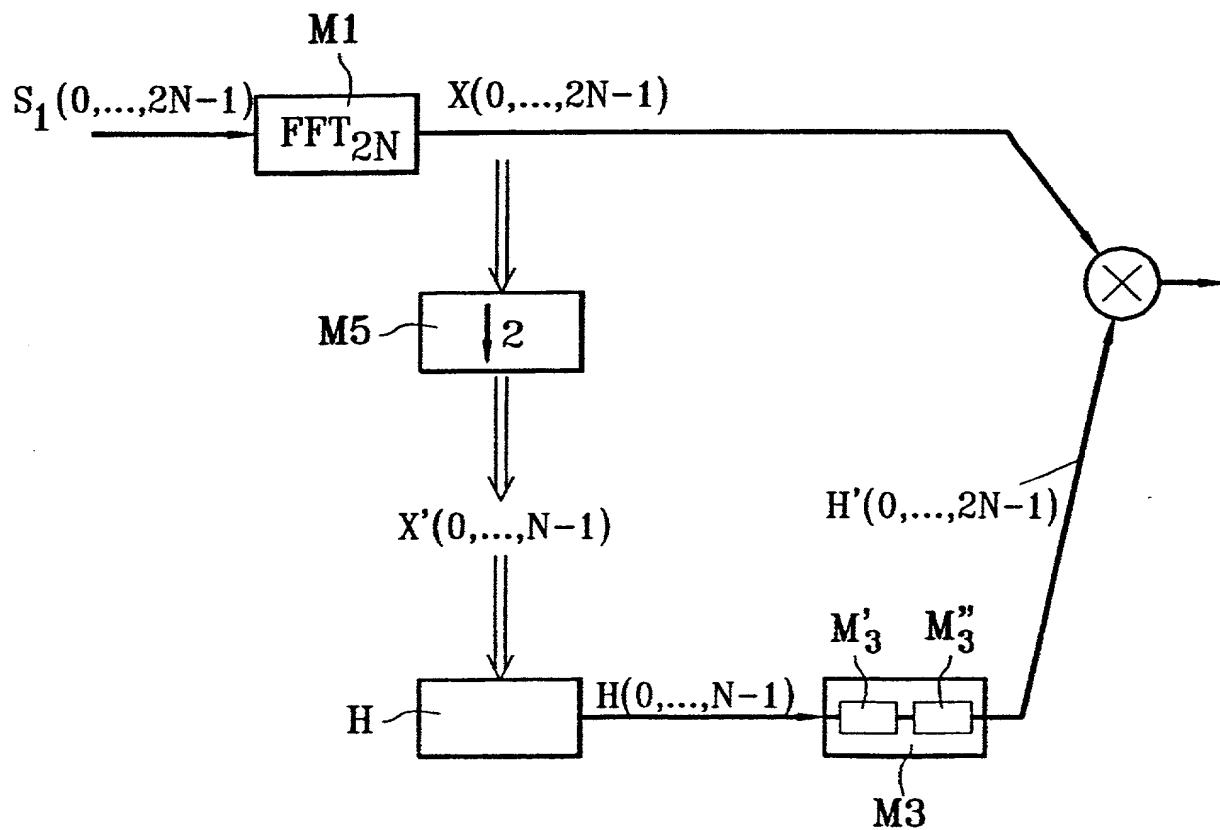 M1
S₁(0,...,2N-1)
FFT₂N
X(0,...,2N-1)
M5
2
X'(0,...,N-1)
H'(0,...,2N-1)
M'₃
M"₃
H
H(0,...,N-1)
M3